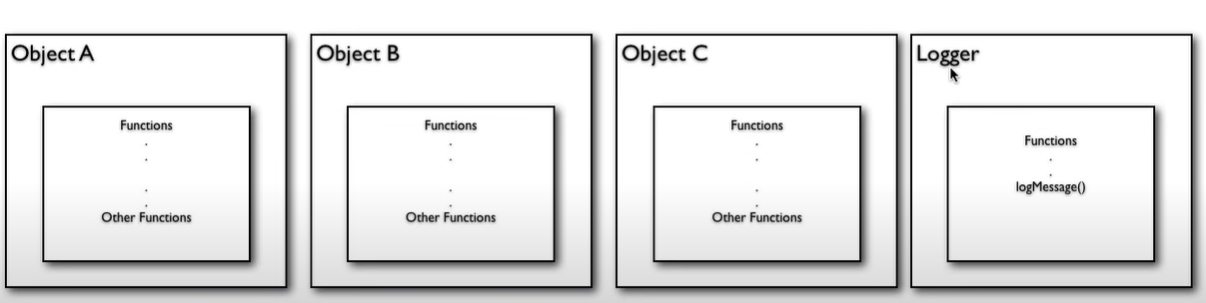 Object A
Functions
.
.
.
.
Other Functions
Object B
Functions
.
.
.
.
Other Functions
Object C
Functions
.
.
.
.
Other Functions
Logger
Functions
.
.
logMessage()